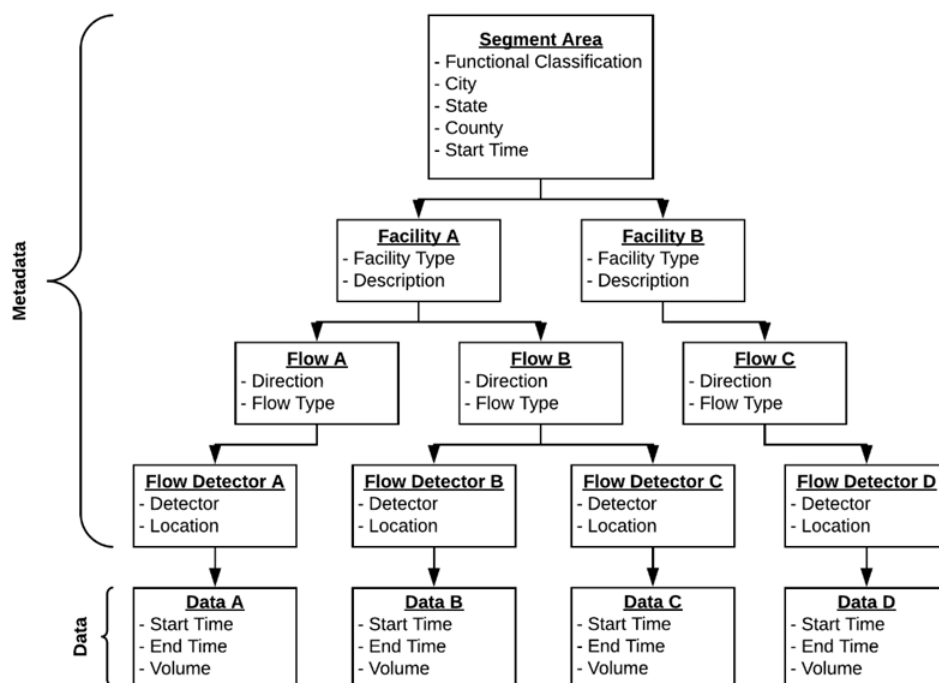 Segment Area
- Functional Classification
- City
- State
- County
- Start Time
Metadata
Facility A
- Facility Type
- Description
Facility B
- Facility Type
- Description
Flow A
- Direction
- Flow Type
Flow B
- Direction
- Flow Type
Flow C
- Direction
- Flow Type
Flow Detector A
- Detector
- Location
Flow Detector B
- Detector
- Location
Flow Detector C
- Detector
- Location
Flow Detector D
- Detector
- Location
Data
Data A
- Start Time
- End Time
- Volume
Data B
- Start Time
- End Time
- Volume
Data C
- Start Time
- End Time
- Volume
Data D
- Start Time
- End Time
- Volume